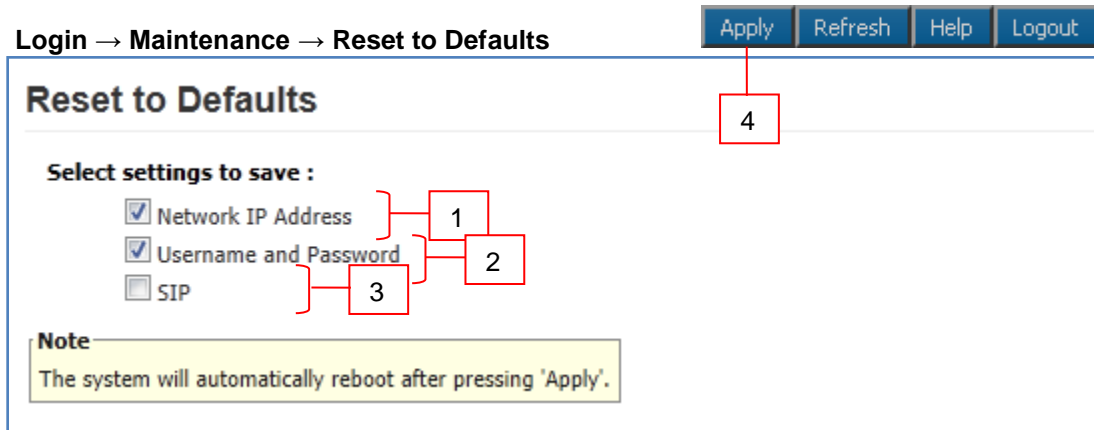 Login → Maintenance → Reset to Defaults
Apply Refresh Help Logout
Reset to Defaults
4
Select settings to save :
Network IP Address
1
Username and Password
2
SIP
3
Note
The system will automatically reboot after pressing 'Apply'.